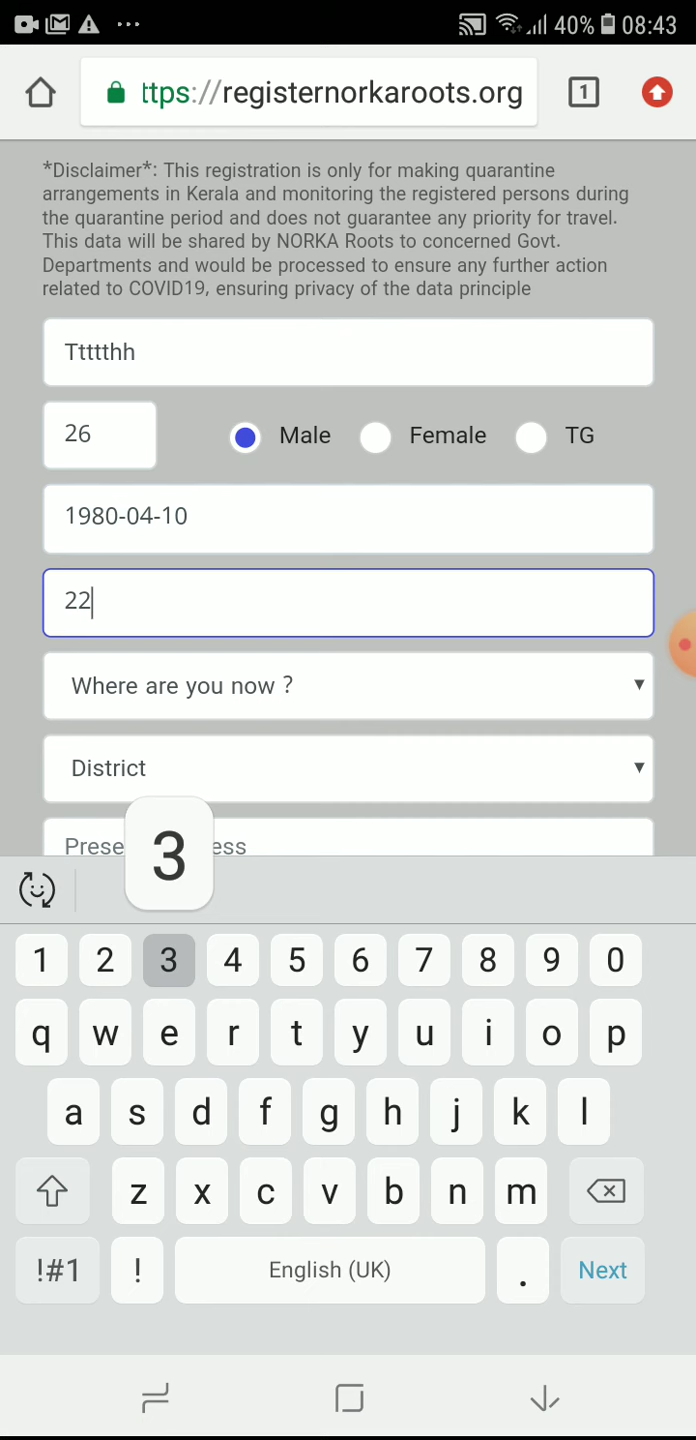 40% 08:43
ttps://registernorkaroots.org 1
*Disclaimer*: This registration is only for making quarantine
arrangements in Kerala and monitoring the registered persons during
the quarantine period and does not guarantee any priority for travel.
This data will be shared by NORKA Roots to concerned Govt.
Departments and would be processed to ensure any further action
related to COVID19, ensuring privacy of the data principle
Ttttthh
26 Male Female TG
1980-04-10
22
Where are you now ?
District
Prese ess
3
1 2 3 4 5 6 7 8 9 0
q w e r t y u i o p
a s d f g h j k l
z x c v b n m
!#1 ! English (UK) . Next